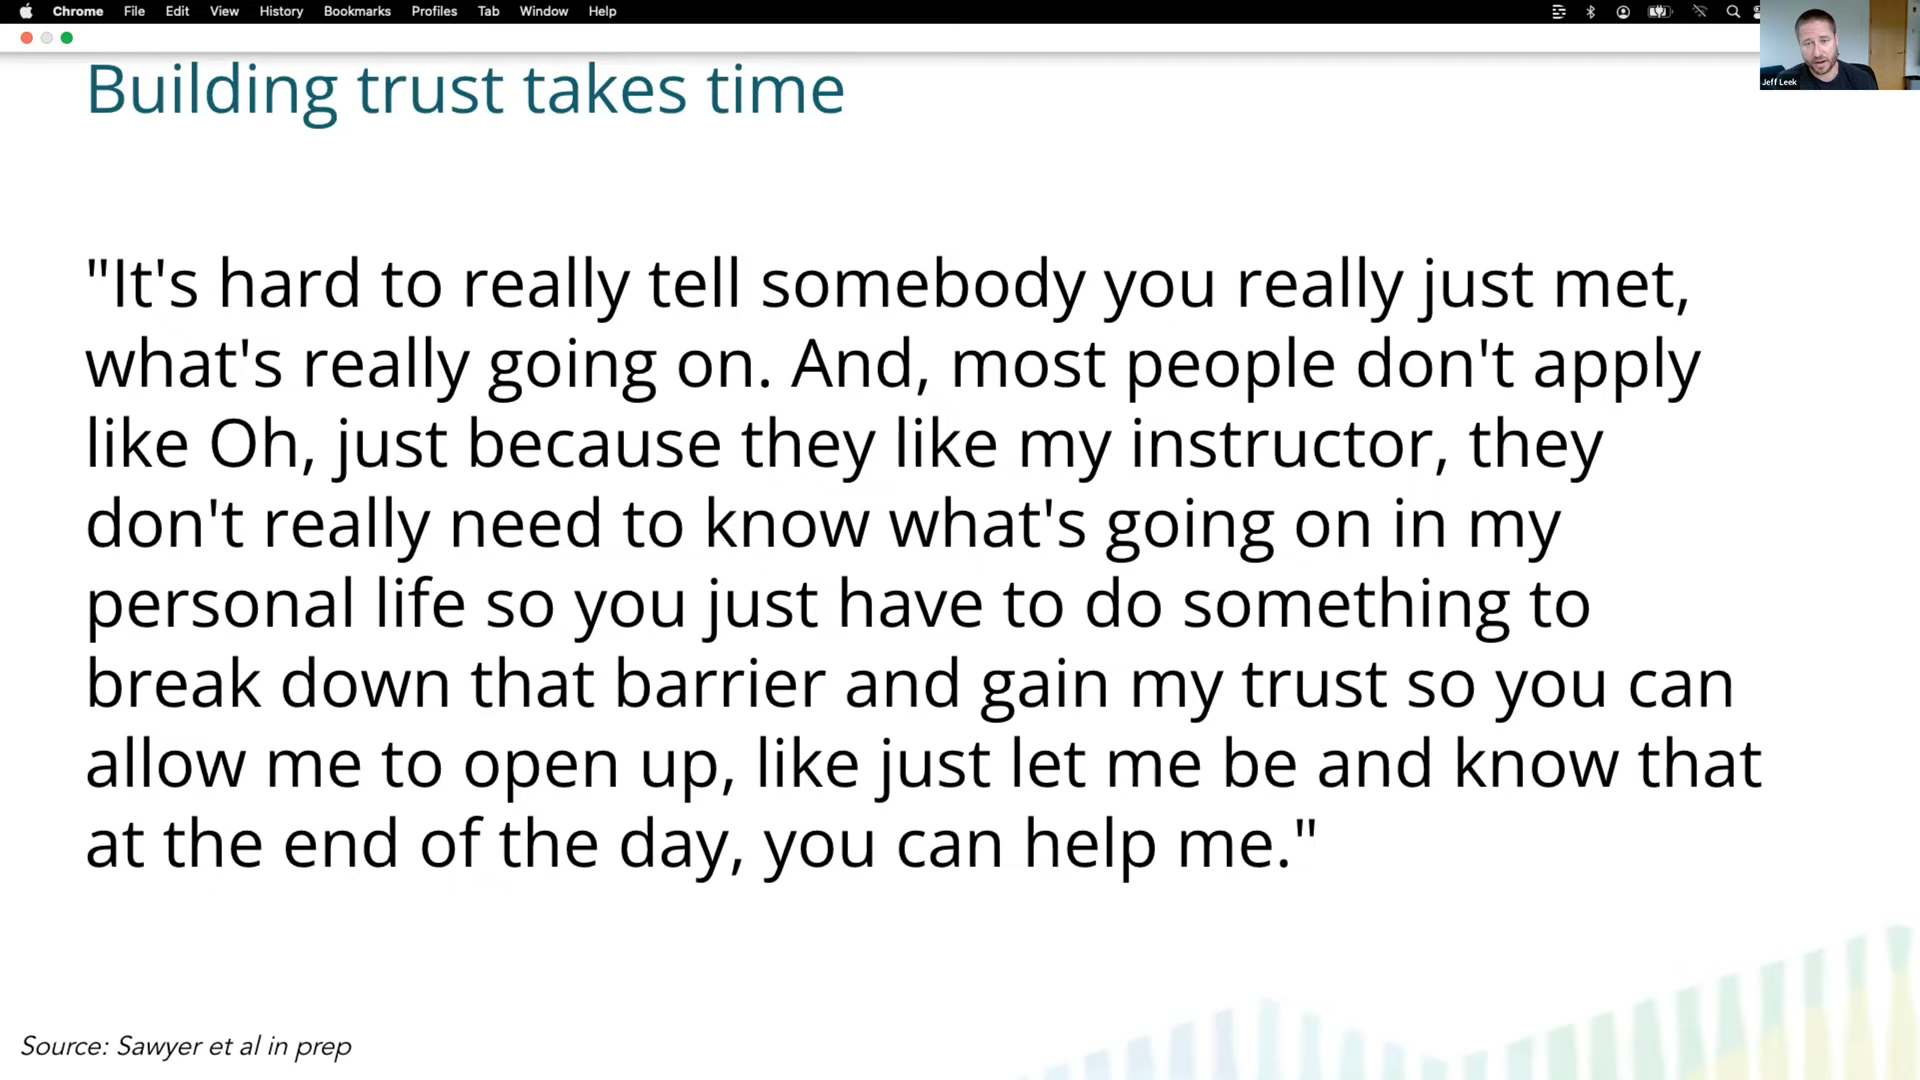 Chrome File Edit View History Bookmarks Profiles Tab Window Help
Jeff Leek
Building trust takes time
"It's hard to really tell somebody you really just met,
what's really going on. And, most people don't apply
like Oh, just because they like my instructor, they
don't really need to know what's going on in my
personal life so you just have to do something to
break down that barrier and gain my trust so you can
allow me to open up, like just let me be and know that
at the end of the day, you can help me."
Source: Sawyer et al in prep